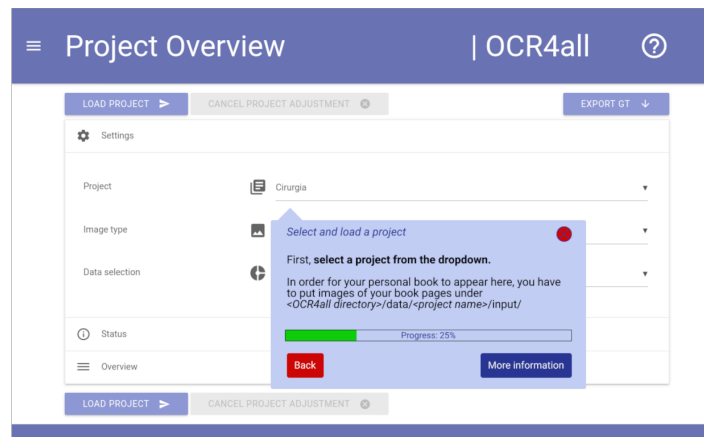 Project Overview | OCR4all
LOAD PROJECT CANCEL PROJECT ADJUSTMENT EXPORT GT
Settings
Project Cirurgia
Image type
Select and load a project
First, select a project from the dropdown.
Data selection
In order for your personal book to appear here, you have
to put images of your book pages under
<OCR4all directory>/data/<project name>/input/
Status
Progress: 25%
Overview
Back More information
LOAD PROJECT CANCEL PROJECT ADJUSTMENT